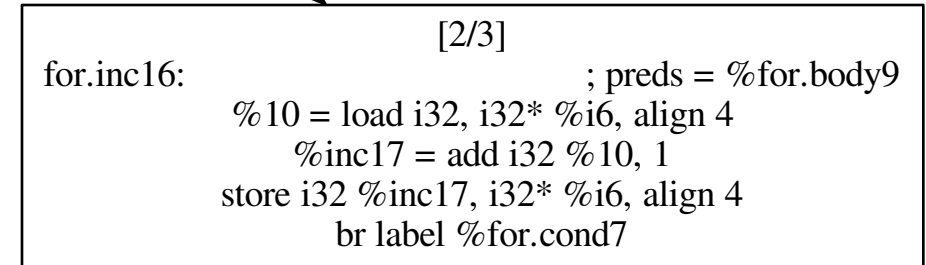 [2/3]
for.inc16: ; preds = %for.body9
%10 = load i32, i32* %i6, align 4
%inc17 = add i32 %10, 1
store i32 %inc17, i32* %i6, align 4
br label %for.cond7